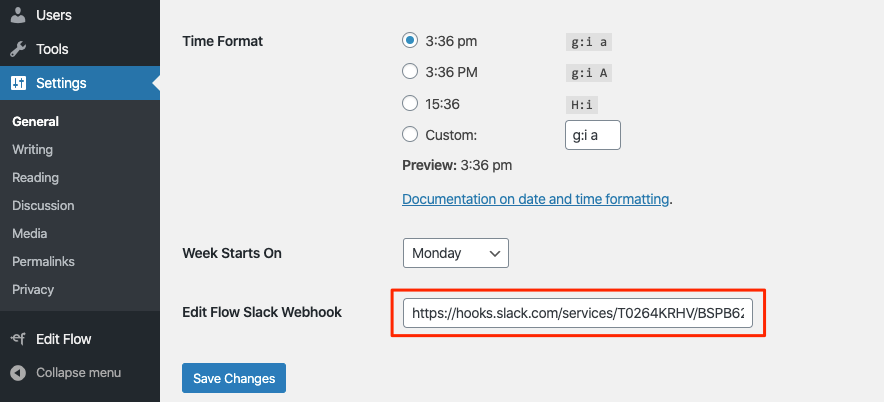 Users
Tools
Settings
General
Writing
Reading
Discussion
Media
Permalinks
Privacy
Edit Flow
Collapse menu
Time Format
3:36 pm g:i a
3:36 PM g:i A
15:36 H:i
Custom: g:i a
Preview: 3:36 pm
Documentation on date and time formatting.
Week Starts On Monday
Edit Flow Slack Webhook https://hooks.slack.com/services/T0264KRHV/BSPB62
Save Changes